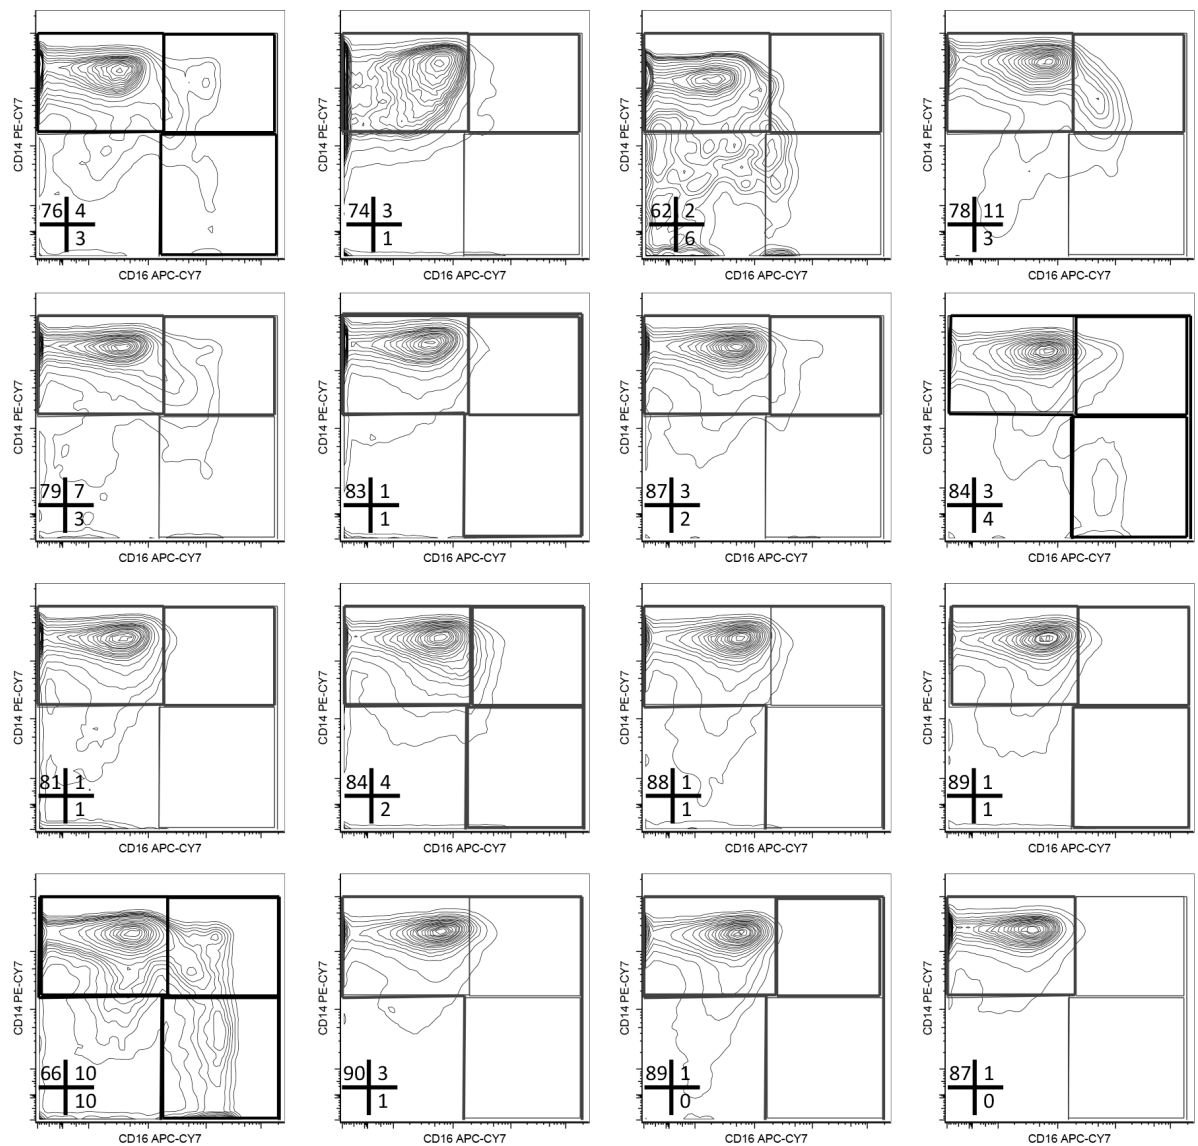 CD14 PE-CY7
76 4
3
CD16 APC-CY7
CD14 PE-CY7
74 3
1
CD16 APC-CY7
CD14 PE-CY7
62 2
6
CD16 APC-CY7
CD14 PE-CY7
78 11
3
CD16 APC-CY7
CD14 PE-CY7
79 7
3
CD16 APC-CY7
CD14 PE-CY7
83 1
1
CD16 APC-CY7
CD14 PE-CY7
87 3
2
CD16 APC-CY7
CD14 PE-CY7
84 3
4
CD16 APC-CY7
CD14 PE-CY7
81 1
1
CD16 APC-CY7
CD14 PE-CY7
84 4
2
CD16 APC-CY7
CD14 PE-CY7
88 1
1
CD16 APC-CY7
CD14 PE-CY7
89 1
1
CD16 APC-CY7
CD14 PE-CY7
66 10
10
CD16 APC-CY7
CD14 PE-CY7
90 3
1
CD16 APC-CY7
CD14 PE-CY7
89 1
0
CD16 APC-CY7
CD14 PE-CY7
87 1
0
CD16 APC-CY7